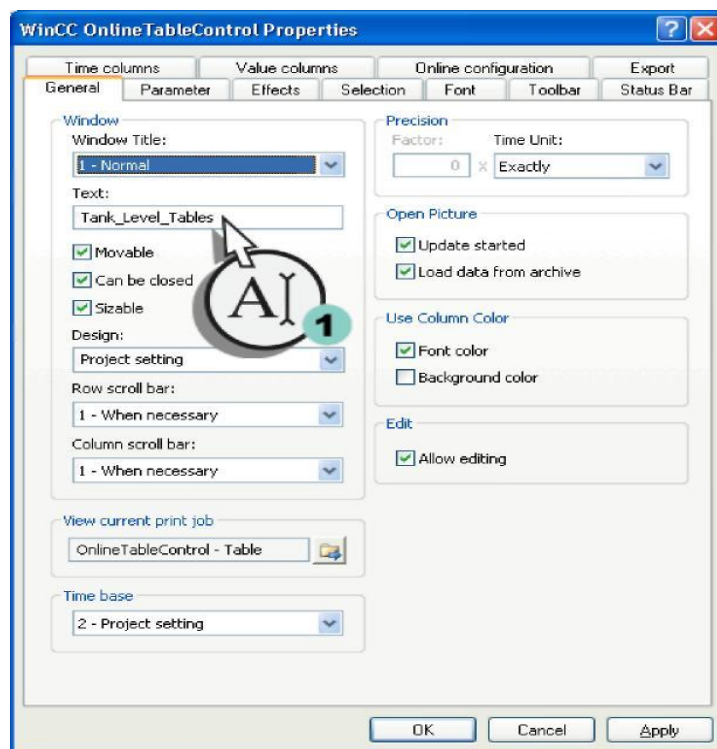 WinCC OnlineTableControl Properties
Time columns Value columns Online configuration Export
General Parameter Effects Selection Font Toolbar Status Bar
Window
Window Title:
1 - Normal
Text:
Tank_Level_Tables
Movable
Can be closed
Sizable
Design:
Project setting
Row scroll bar:
1 - When necessary
Column scroll bar:
1 - When necessary
View current print job
OnlineTableControl - Table
Time base
2 - Project setting
Precision
Factor: Time Unit:
0 x Exactly
Open Picture
Update started
Load data from archive
Use Column Color
Font color
Background color
Edit
Allow editing
A
1
OK Cancel Apply